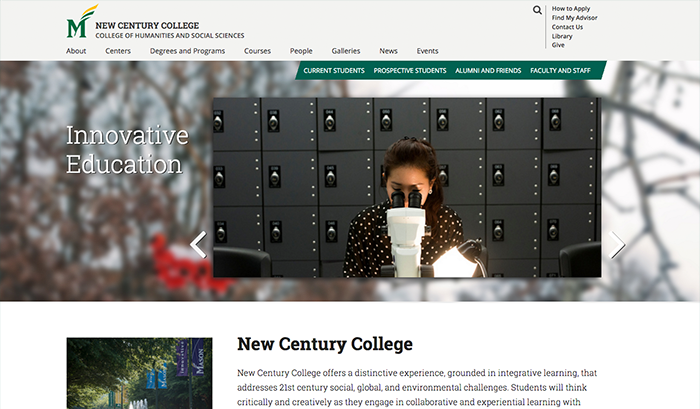 M
NEW CENTURY COLLEGE
COLLEGE OF HUMANITIES AND SOCIAL SCIENCES
How to Apply
Find My Advisor
Contact Us
Library
Give
About Centers Degrees and Programs Courses People Galleries News Events
CURRENT STUDENTS PROSPECTIVE STUDENTS ALUMNI AND FRIENDS FACULTY AND STAFF
Innovative
Education
New Century College
New Century College offers a distinctive experience, grounded in integrative learning, that
addresses 21st century social, global, and environmental challenges. Students will think
critically and creatively as they engage in collaborative and experiential learning with
MASON